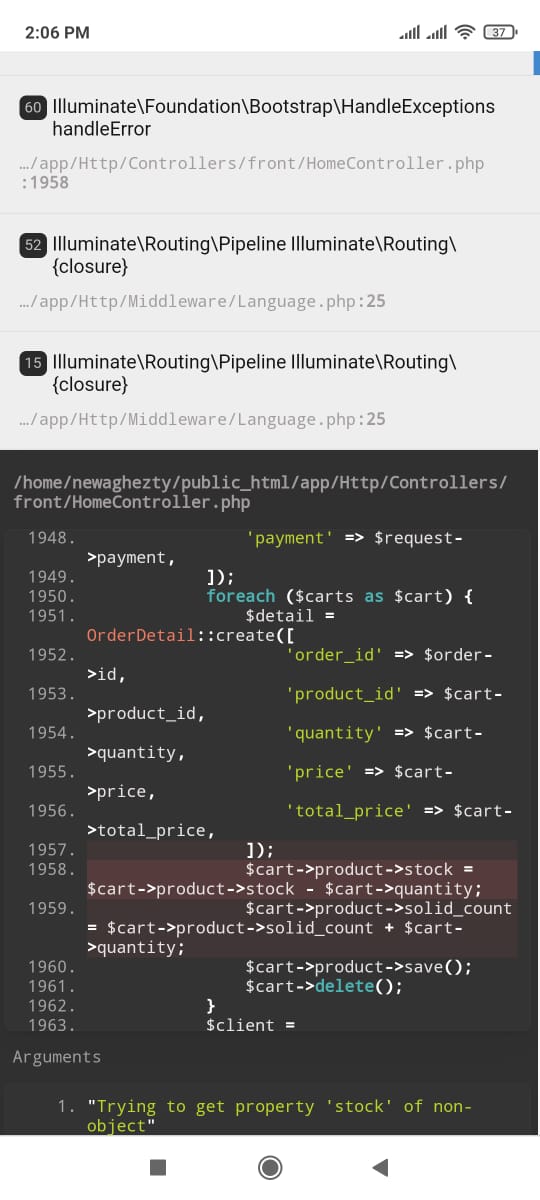 2:06 PM
37
60 Illuminate\Foundation\Bootstrap\HandleExceptions
handleError
…/app/Http/Controllers/front/HomeController.php
:1958
52 Illuminate\Routing\Pipeline Illuminate\Routing\
{closure}
…/app/Http/Middleware/Language.php:25
15 Illuminate\Routing\Pipeline Illuminate\Routing\
{closure}
…/app/Http/Middleware/Language.php:25
/home/newaghezty/public_html/app/Http/Controllers/
front/HomeController.php
1948. 'payment' => $request-
>payment,
1949. ]);
1950. foreach ($carts as $cart) {
1951. $detail =
OrderDetail::create([
1952. 'order_id' => $order-
>id,
1953. 'product_id' => $cart-
>product_id,
1954. 'quantity' => $cart-
>quantity,
1955. 'price' => $cart-
>price,
1956. 'total_price' => $cart-
>total_price,
1957. ]);
1958. $cart->product->stock =
$cart->product->stock - $cart->quantity;
1959. $cart->product->solid_count
= $cart->product->solid_count + $cart-
>quantity;
1960. $cart->product->save();
1961. $cart->delete();
1962. }
1963. $client =
Arguments
1. "Trying to get property 'stock' of non-
object"